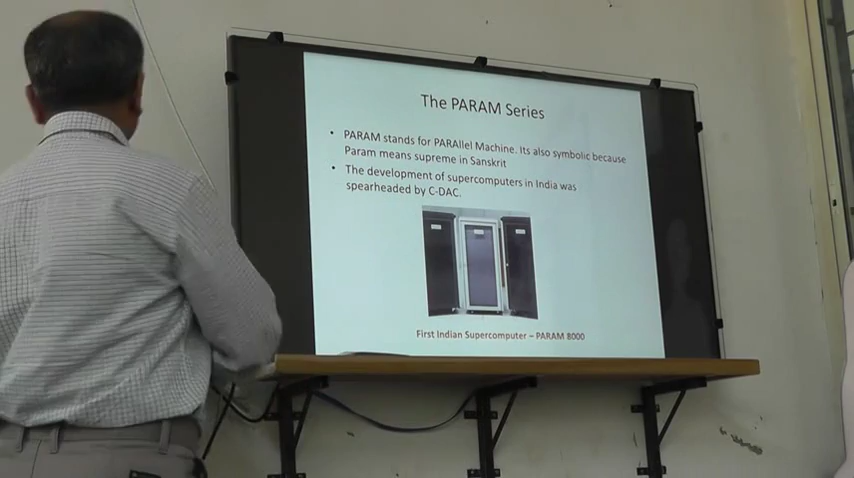 The PARAM Series
• PARAM stands for PARAllel Machine. Its also symbolic because
Param means supreme in Sanskrit
• The development of supercomputers in India was
spearheaded by C-DAC.
First Indian Supercomputer – PARAM 8000